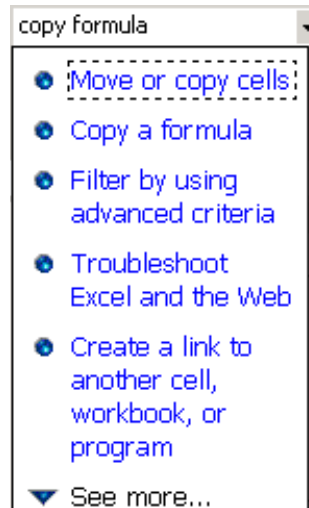 copy formula
Move or copy cells
Copy a formula
Filter by using
advanced criteria
Troubleshoot
Excel and the Web
Create a link to
another cell,
workbook, or
program
See more...